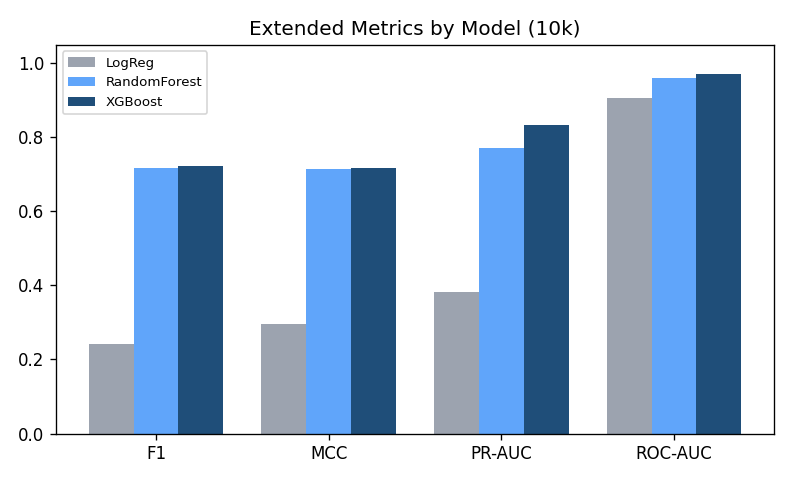 Extended Metrics by Model (10k)
LogReg
RandomForest
XGBoost
1.0
0.8
0.6
0.4
0.2
0.0
F1 MCC PR-AUC ROC-AUC